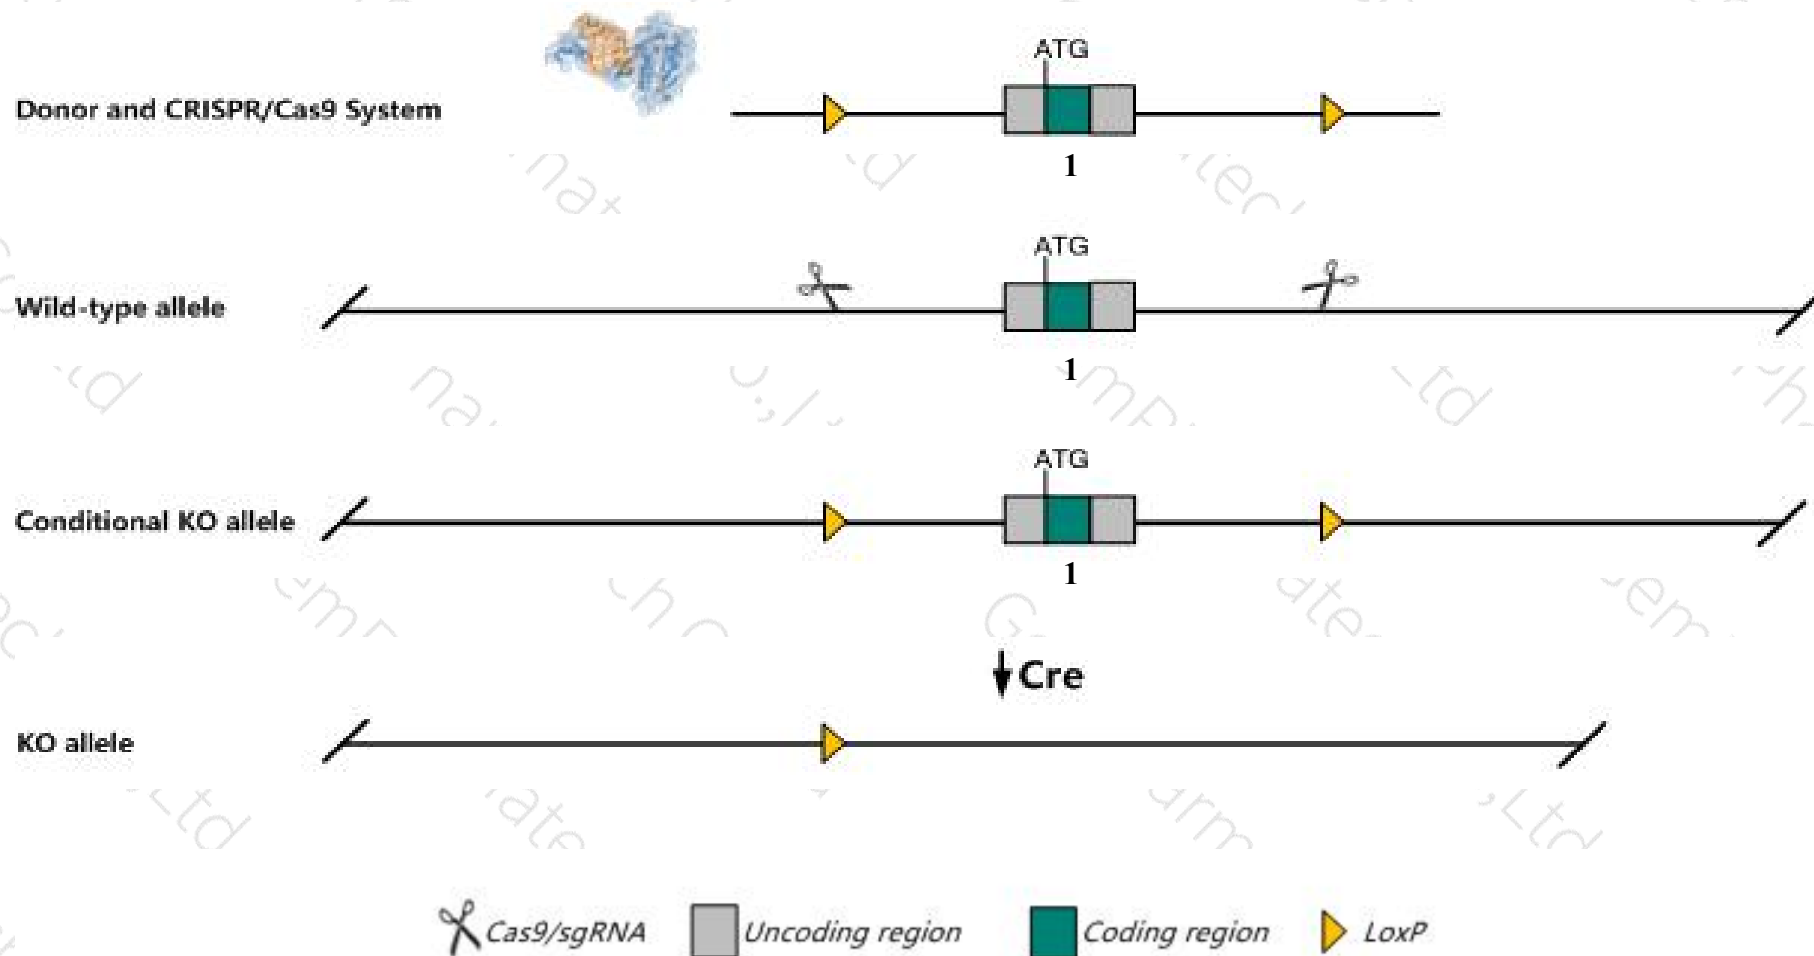 ATG
Donor and CRISPR/Cas9 System
1
ATG
Wild-type allele
1
ATG
Conditional KO allele
1
Cre
KO allele
Cas9/sgRNA Uncoding region Coding region LoxP